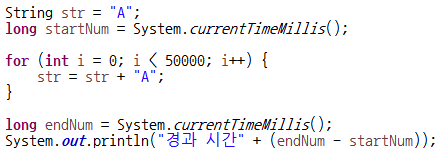 String str = "A";
long startNum = System.currentTimeMillis();
for (int i = 0; i < 50000; i++) {
    str = str + "A";
}
long endNum = System.currentTimeMillis();
System.out.println("경과 시간" + (endNum - startNum));